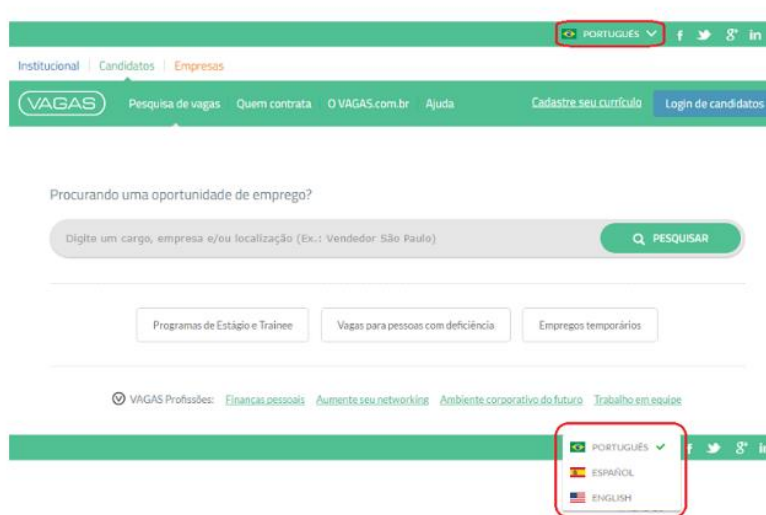 PORTUGUÊS
Institucional Candidatos Empresas
VAGAS Pesquisa de vagas Quem contrata O VAGAS.com.br Ajuda Cadastre seu currículo Login de candidatos
Procurando uma oportunidade de emprego?
Digite um cargo, empresa e/ou localização (Ex.: Vendedor São Paulo) PESQUISAR
Programas de Estágio e Trainee Vagas para pessoas com deficiência Empregos temporários
VAGAS Profissões: Finanças pessoais Aumente seu networking Ambiente corporativo do futuro Trabalho em equipe
PORTUGUÊS
ESPAÑOL
ENGLISH